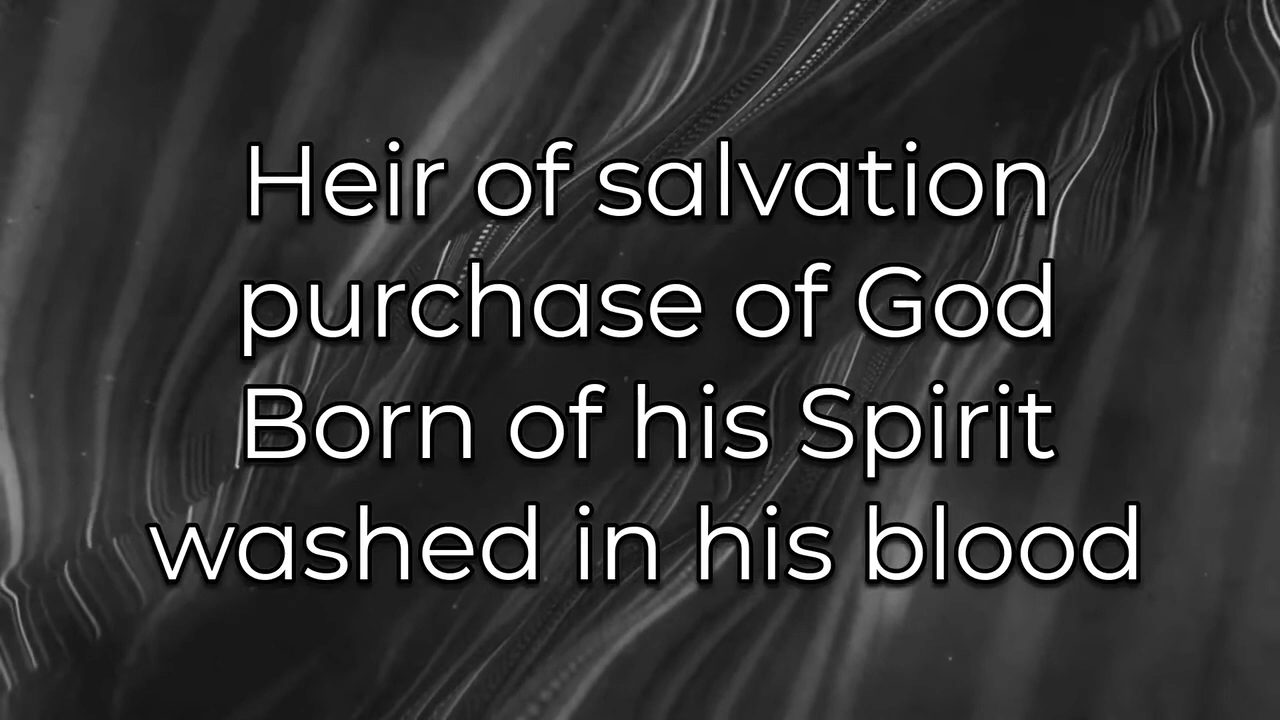 Heir of salvation
purchase of God
Born of his Spirit
washed in his blood